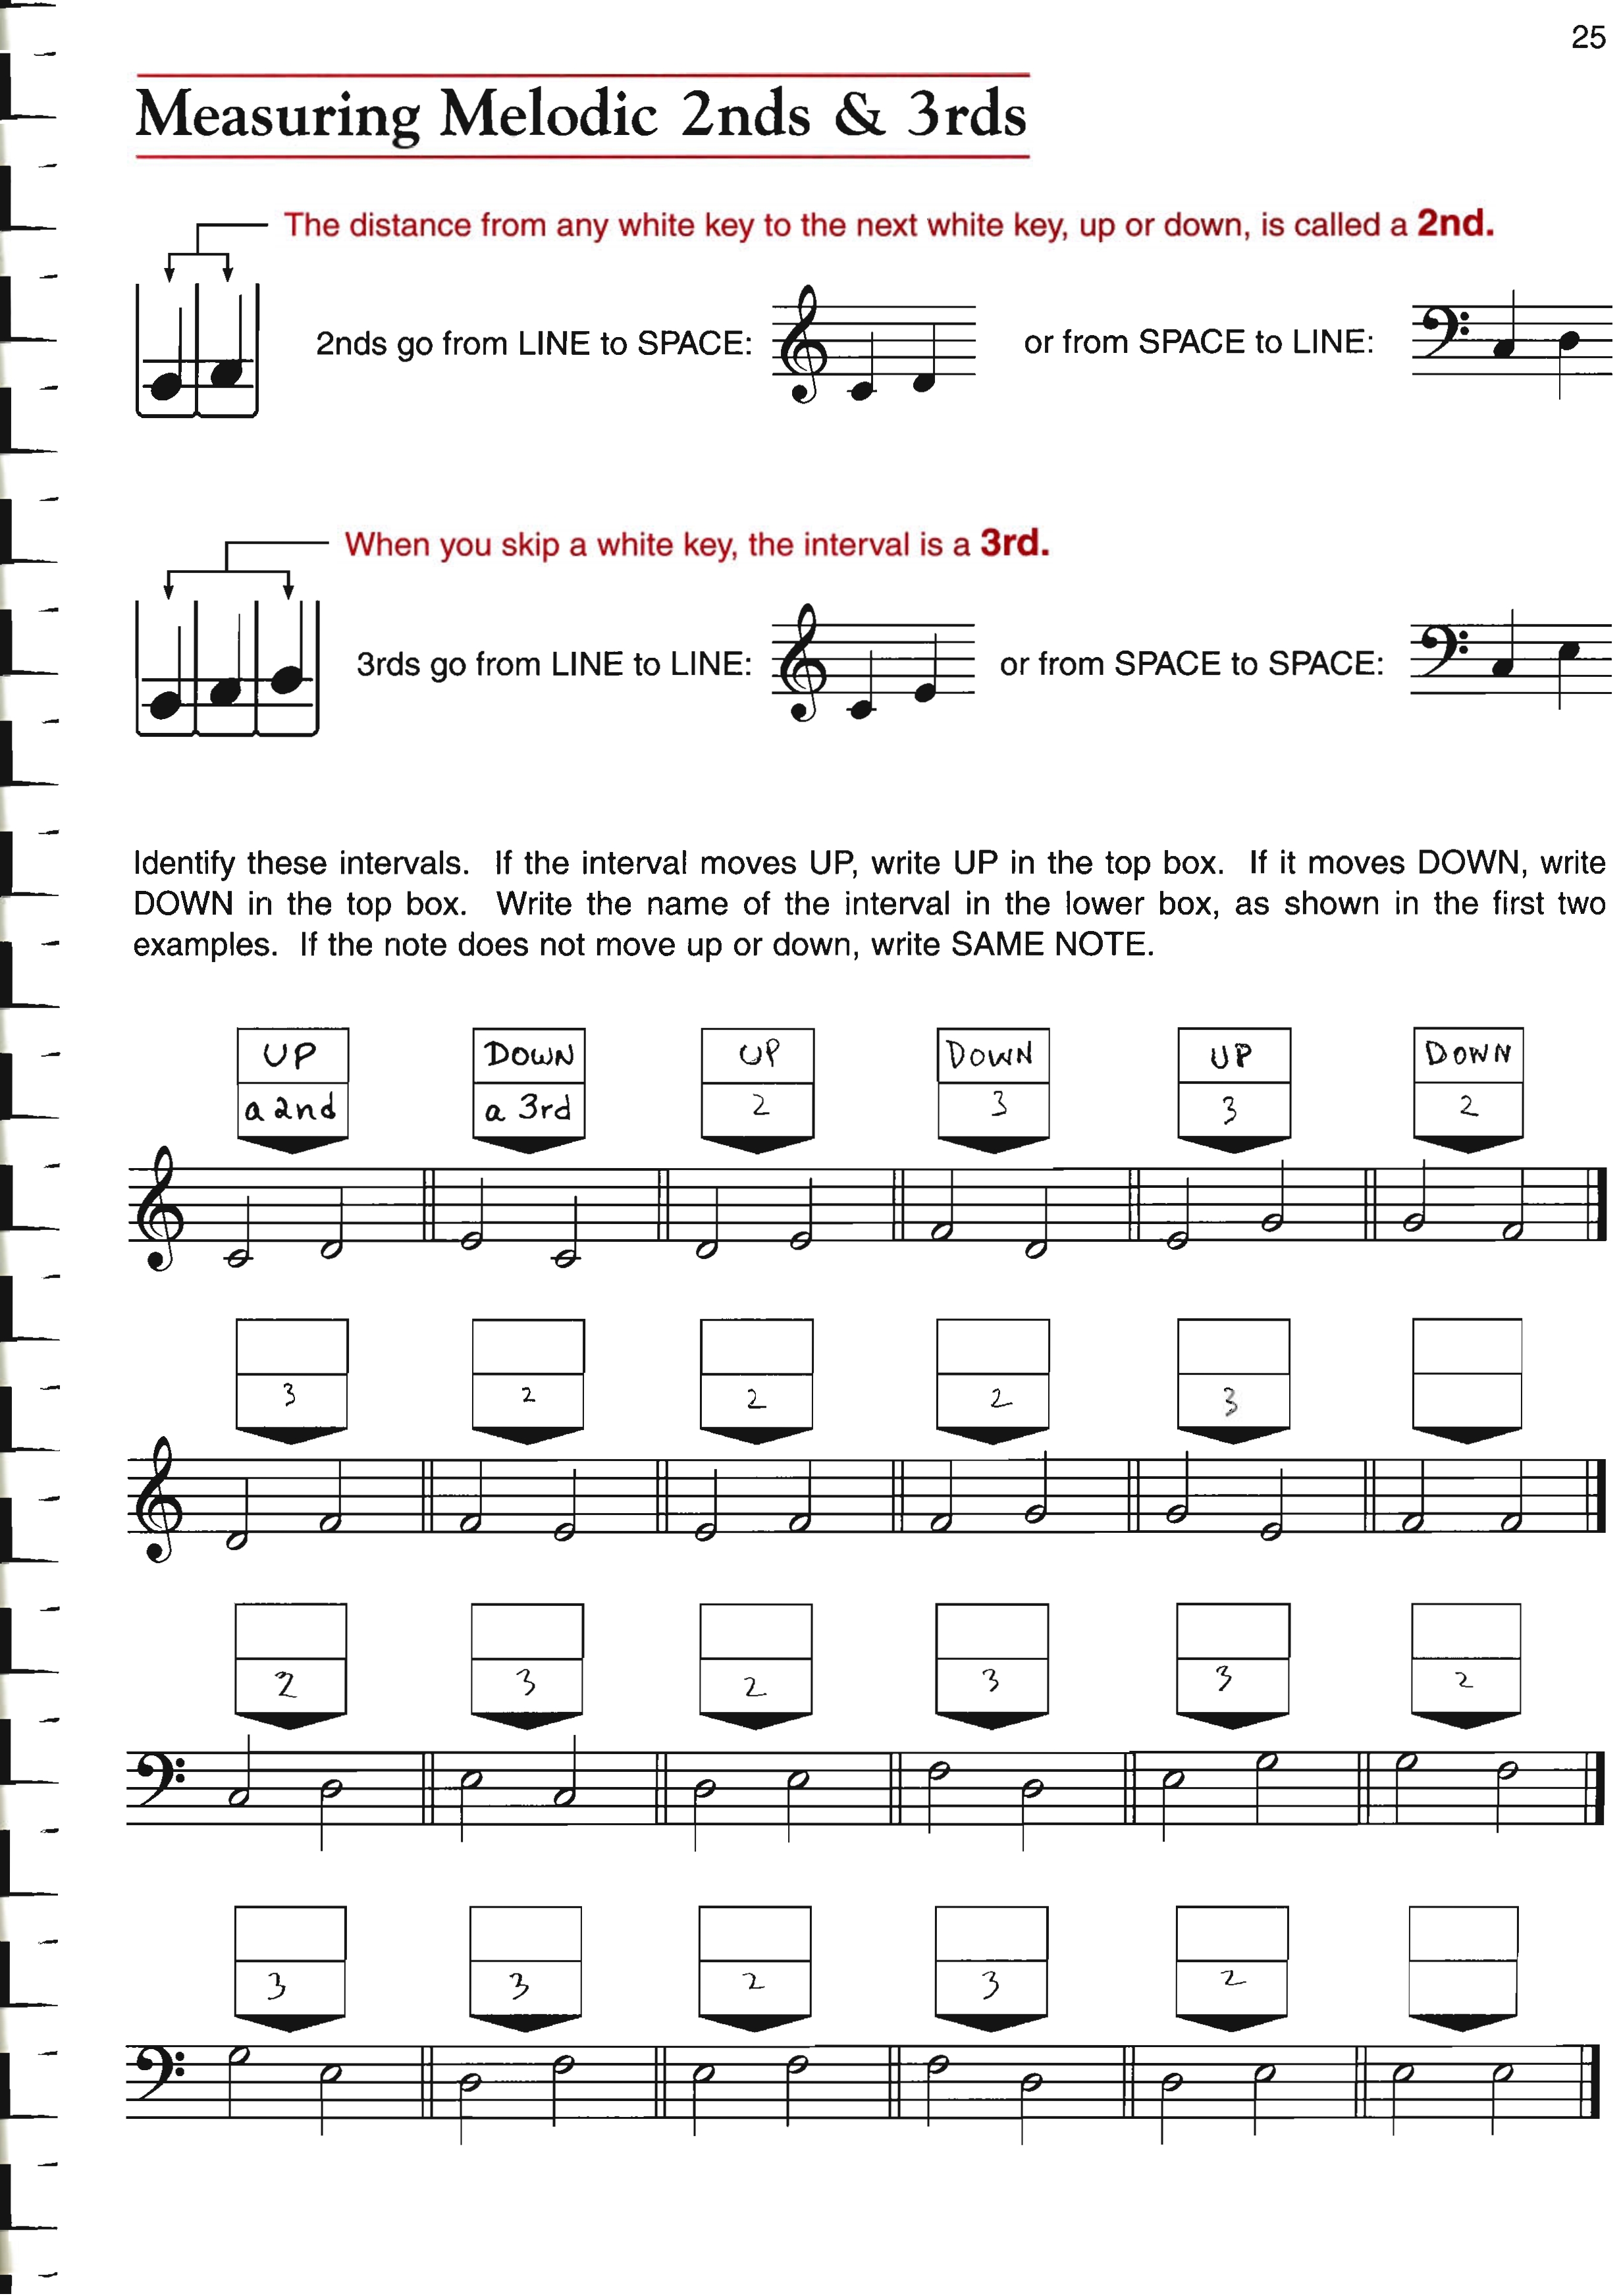 25
Measuring Melodic 2nds & 3rds
The distance from any white key to the next white key, up or down, is called a 2nd.
2nds go from LINE to SPACE:
or from SPACE to LINE:
When you skip a white key, the interval is a 3rd.
3rds go from LINE to LINE:
or from SPACE to SPACE:
Identify these intervals. If the interval moves UP, write UP in the top box. If it moves DOWN, write
DOWN in the top box. Write the name of the interval in the lower box, as shown in the first two
examples. If the note does not move up or down, write SAME NOTE.
UP DOWN UP DOWN UP DOWN
a 2nd a 3rd 2 3 3 2
3 2 2 2 3
2 3 2 3 3 2
3 3 2 3 2